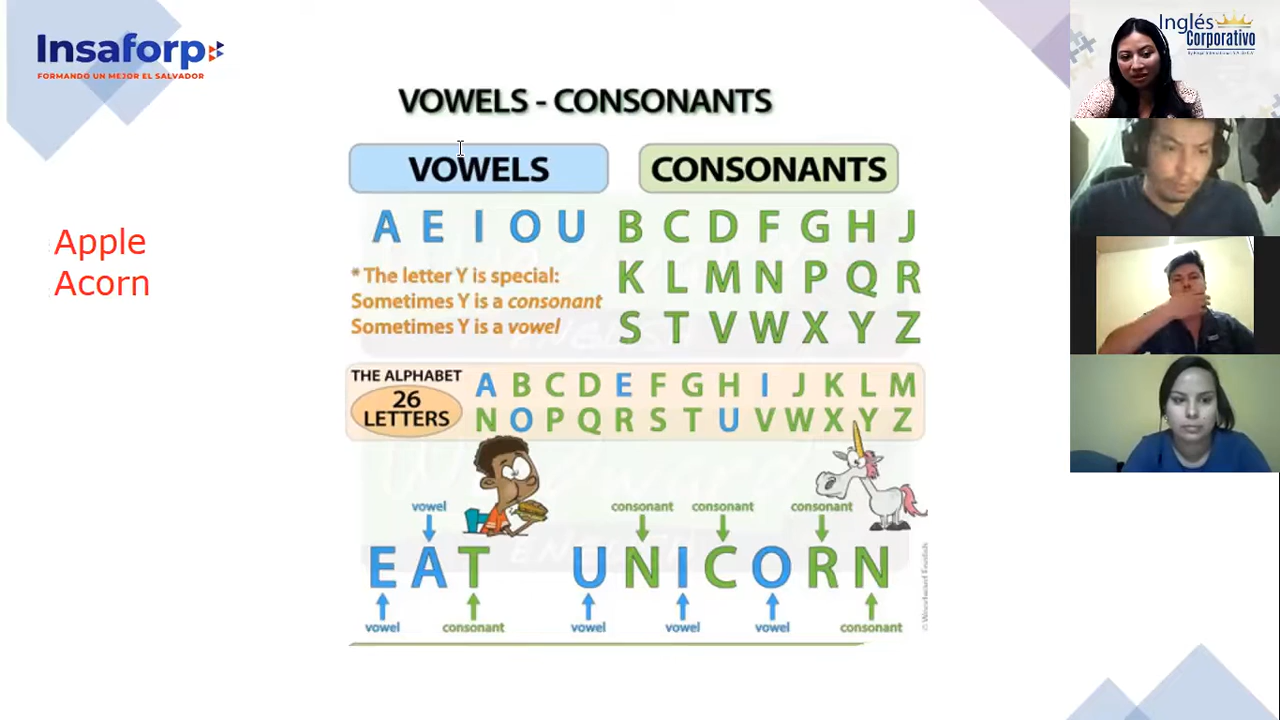 Insaforp
FORMANDO UN MEJOR EL SALVADOR
Inglés
Corporativo
VOWELS - CONSONANTS
VOWELS
CONSONANTS
A E I O U
B C D F G H J
K L M N P Q R
S T V W X Y Z
* The letter Y is special:
Sometimes Y is a consonant
Sometimes Y is a vowel
Apple
Acorn
THE ALPHABET
26
LETTERS
A B C D E F G H I J K L M
N O P Q R S T U V W X Y Z
vowel
consonant
consonant
consonant
EAT
UNICORN
vowel
consonant
vowel
vowel
vowel
consonant